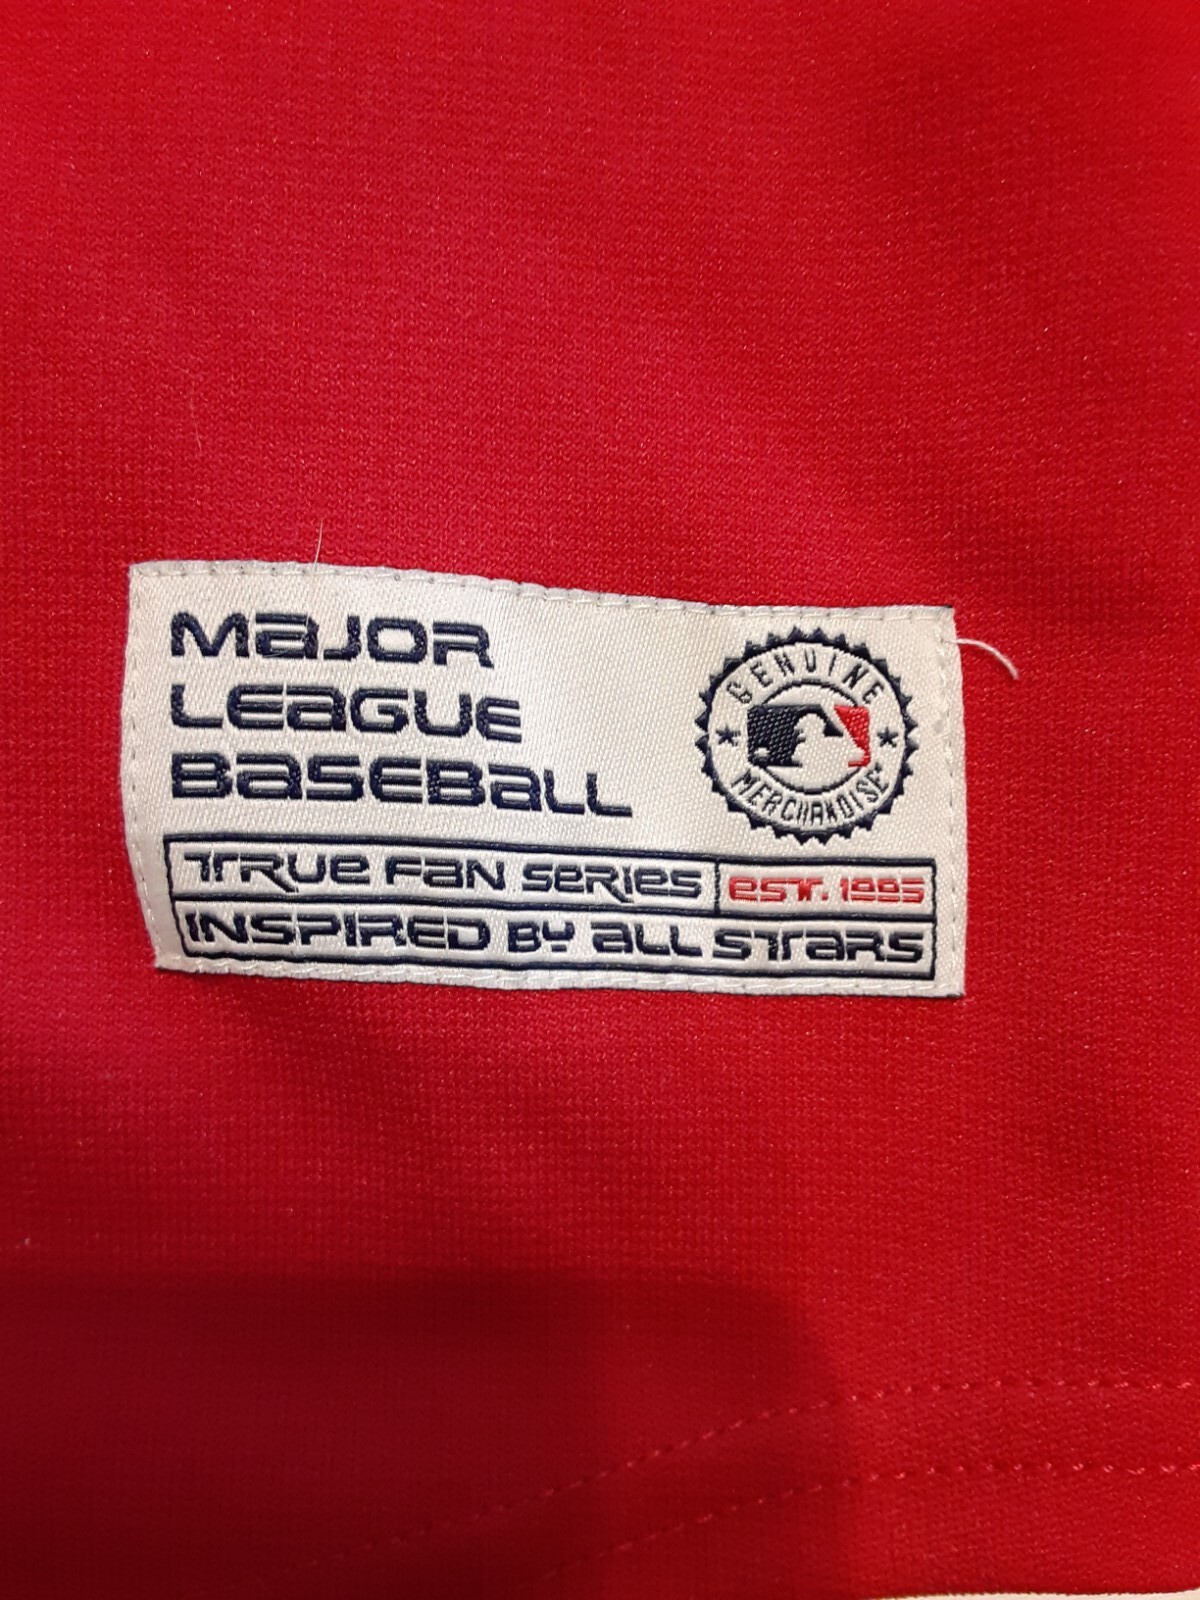 MaJOR
LEaGUE
BaSEBaLL
GENUINE
MERCHANDISE
TRUE FaN SERIES
EST. 1995
INSPIRED BY aLL STaRS